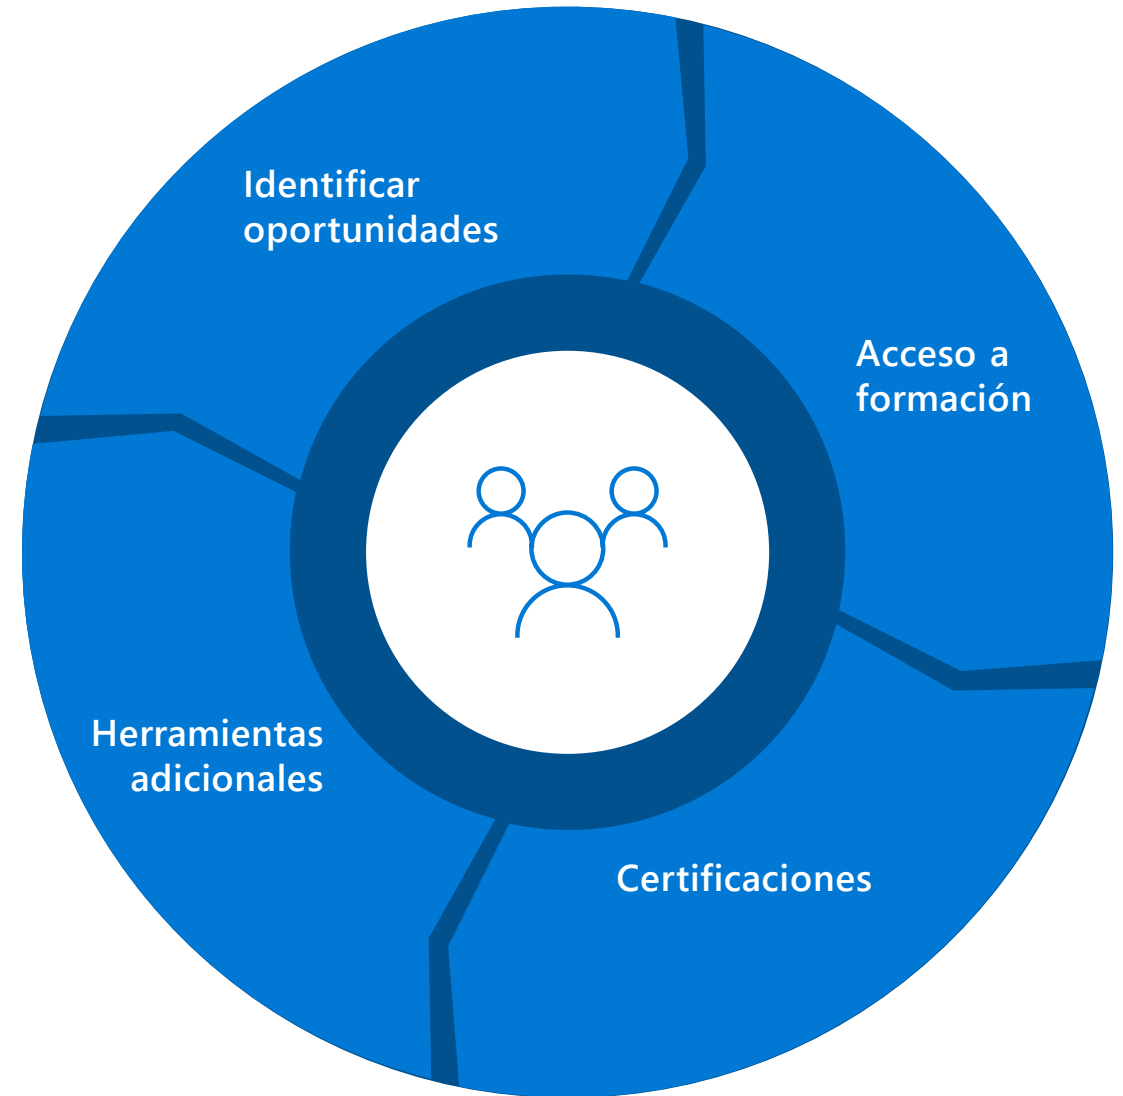 Identificar
oportunidades
Acceso a
formación
Herramientas
adicionales
Certificaciones